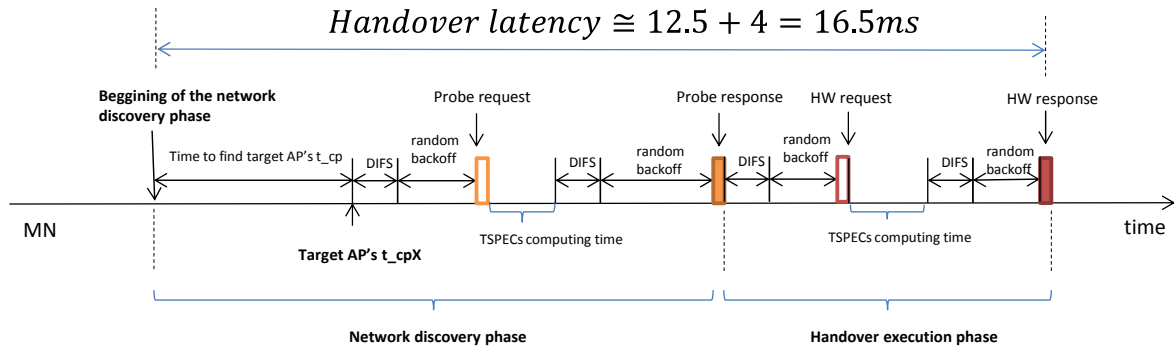 Handover latency ≅ 12.5 + 4 = 16.5ms
Beggining of the network
discovery phase
Probe request
Probe response
HW request
HW response
Time to find target AP's t_cp
DIFS
random
backoff
DIFS
random
backoff
DIFS
random
backoff
DIFS
random
backoff
MN
TSPECs computing time
TSPECs computing time
time
Target AP's t_cpX
Network discovery phase
Handover execution phase